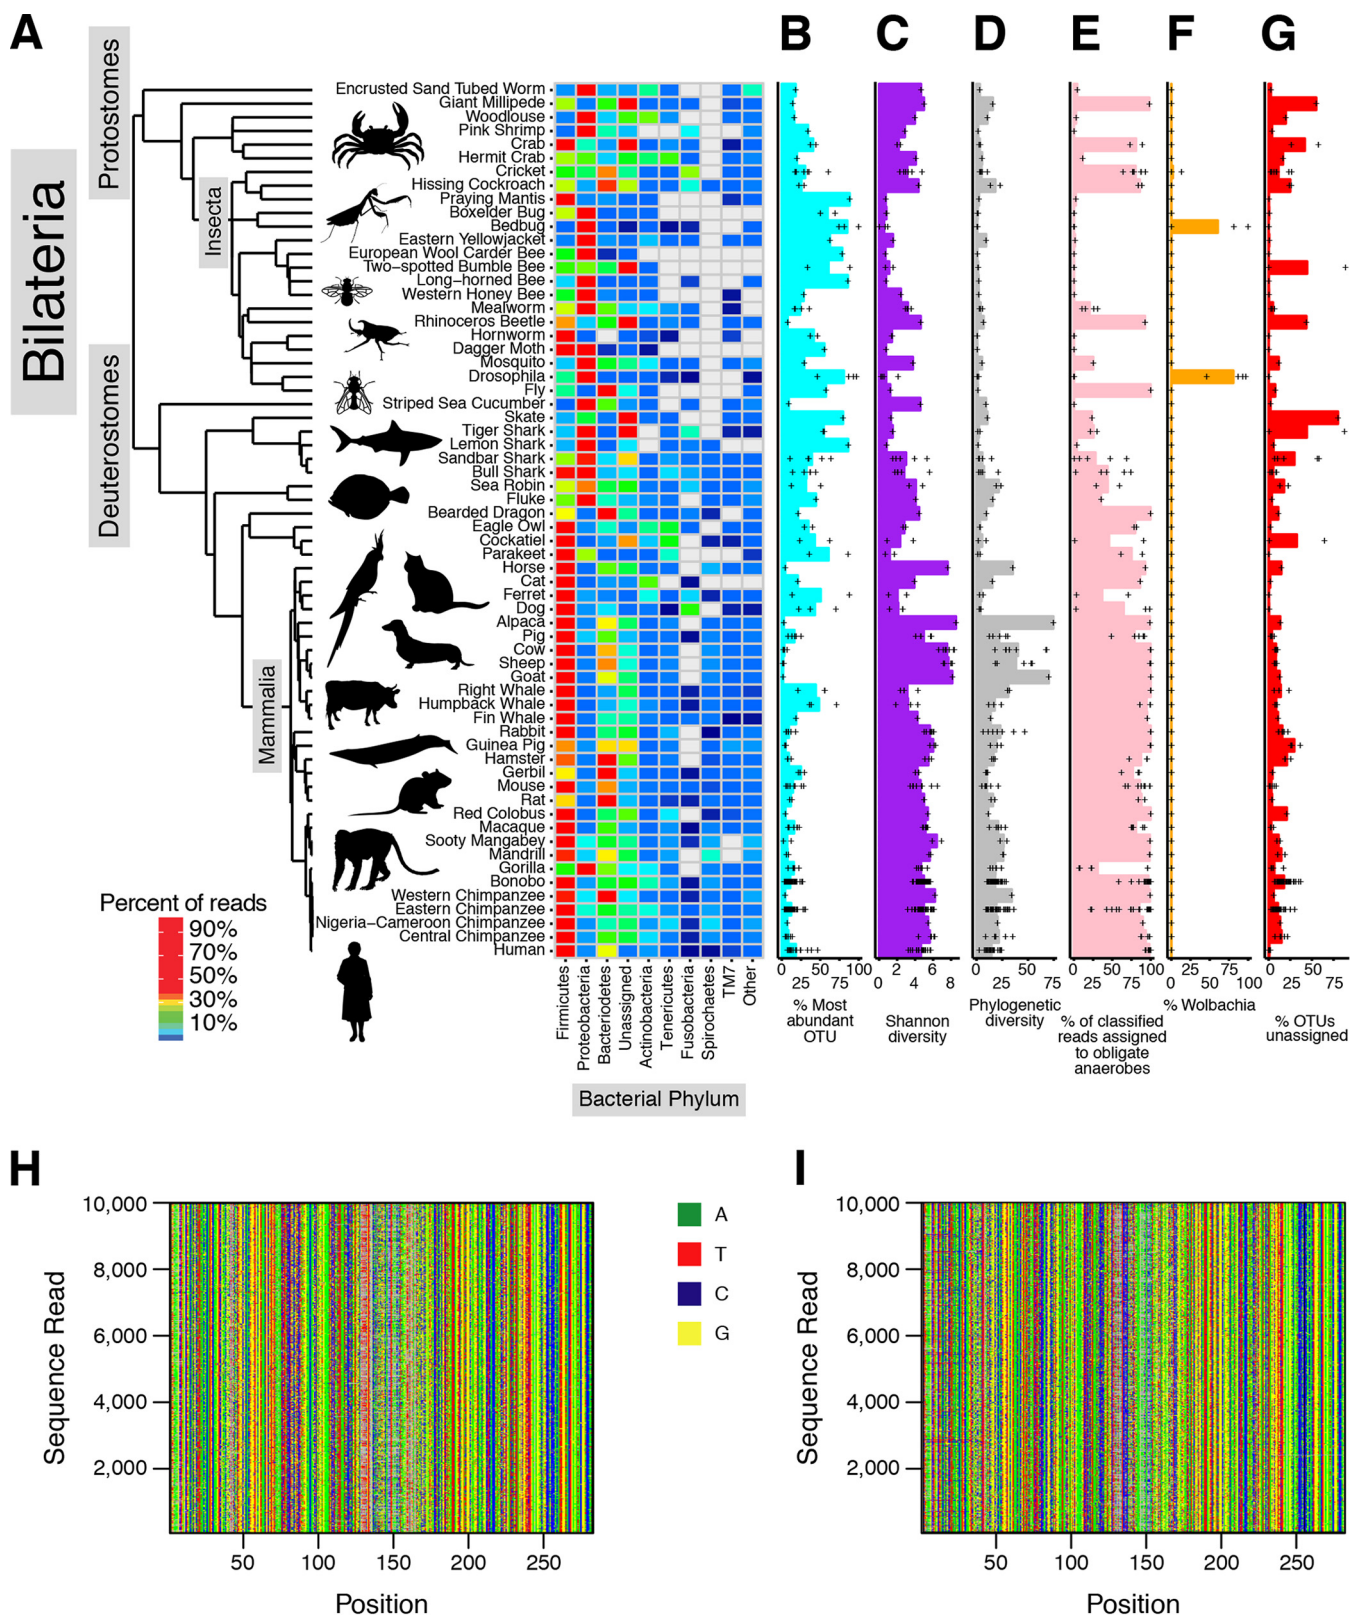 A
B
C
D
E
F
G
Bilateria
Protostomes
Deuterostomes
Insecta
Mammalia
Encrusted Sand Tubed Worm
Giant Millipede
Woodlouse
Pink Shrimp
Crab
Hermit Crab
Cricket
Hissing Cockroach
Praying Mantis
Boxelder Bug
Bedbug
Eastern Yellowjacket
European Wool Carder Bee
Two-spotted Bumble Bee
Long-horned Bee
Western Honey Bee
Mealworm
Rhinoceros Beetle
Hornworm
Dagger Moth
Mosquito
Drosophila
Fly
Striped Sea Cucumber
Skate
Tiger Shark
Lemon Shark
Sandbar Shark
Bull Shark
Sea Robin
Fluke
Bearded Dragon
Eagle Owl
Cockatiel
Parakeet
Horse
Cat
Ferret
Dog
Alpaca
Pig
Cow
Sheep
Goat
Right Whale
Humpback Whale
Fin Whale
Rabbit
Guinea Pig
Hamster
Gerbil
Mouse
Rat
Red Colobus
Macaque
Sooty Mangabey
Mandrill
Gorilla
Bonobo
Western Chimpanzee
Eastern Chimpanzee
Nigeria-Cameroon Chimpanzee
Central Chimpanzee
Human
Percent of reads
90%
70%
50%
30%
10%
Firmicutes
Proteobacteria
Bacteriodetes
Unassigned
Actinobacteria
Tenericutes
Fusobacteria
Spirochaetes
TM7
Other
Bacterial Phylum
0 25 50 75 100
% Most
abundant
OTU
0 2 4 6 8
Shannon
diversity
0 25 50 75
Phylogenetic
diversity
0 25 50 75 100
% of classified
reads assigned
to obligate
anaerobes
0 25 50 75 100
% Wolbachia
0 25 50 75
% OTUs
unassigned
H
10,000
8,000
6,000
4,000
2,000
Sequence Read
50 100 150 200 250
Position
A
T
C
G
I
10,000
8,000
6,000
4,000
2,000
Sequence Read
50 100 150 200 250
Position